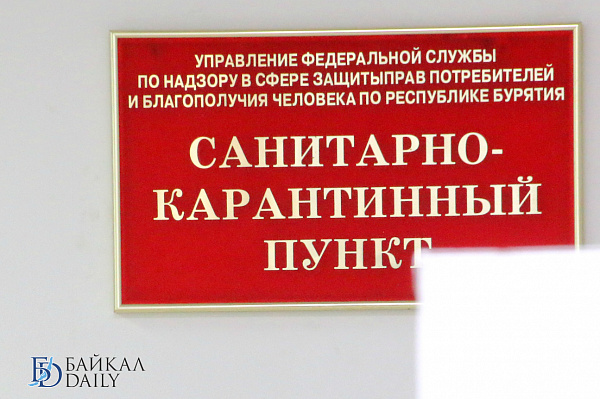 УПРАВЛЕНИЕ ФЕДЕРАЛЬНОЙ СЛУЖБЫ
ПО НАДЗОРУ В СФЕРЕ ЗАЩИТЫПРАВ ПОТРЕБИТЕЛЕЙ
И БЛАГОПОЛУЧИЯ ЧЕЛОВЕКА ПО РЕСПУБЛИКЕ БУРЯТИЯ
САНИТАРНО-
КАРАНТИННЫЙ
ПУНКТ
БАЙКАЛ
DAILY